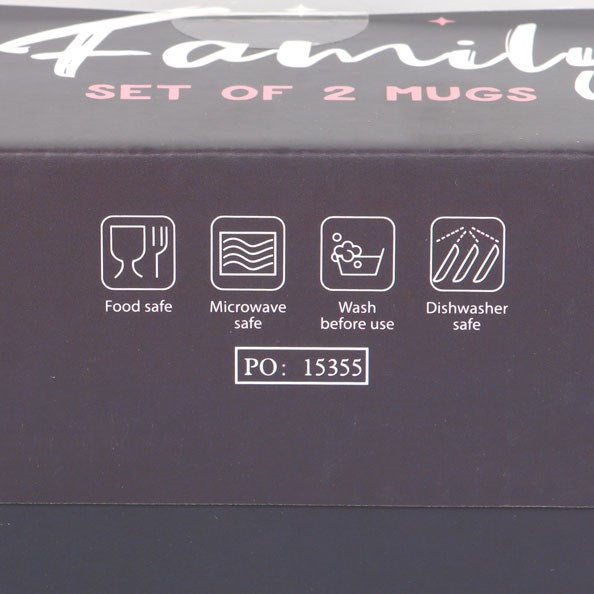 Family
SET OF 2 MUGS
Food safe
Microwave
safe
Wash
before use
Dishwasher
safe
PO: 15355